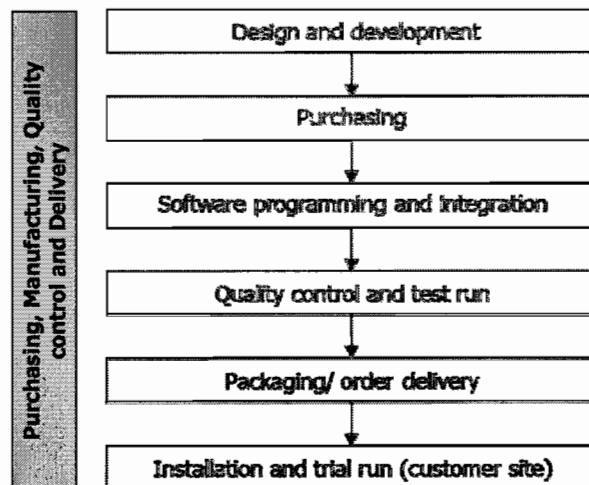 Purchasing, Manufacturing, Quality
control and Delivery
Design and development
Purchasing
Software programming and integration
Quality control and test run
Packaging/ order delivery
Installation and trial run (customer site)